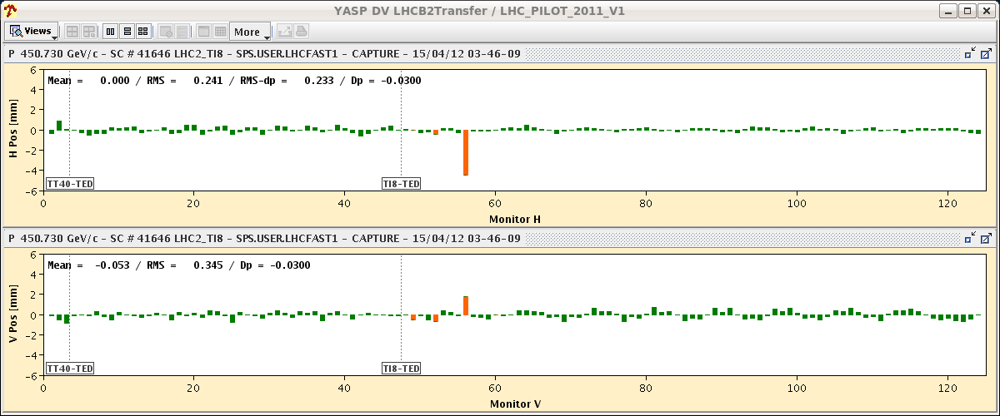 YASP DV LHCB2Transfer / LHC_PILOT_2011_V1
Views More
P 450.730 GeV/c - SC # 41646 LHC2_TI8 - SPS.USER.LHCFAST1 - CAPTURE - 15/04/12 03-46-09
Mean = 0.000 / RMS = 0.241 / RMS-dp = 0.233 / Dp = -0.0300
H Pos [mm]
6
4
2
0
-2
-4
-6
TT40-TED TI8-TED
0 20 40 60 80 100 120
Monitor H
P 450.730 GeV/c - SC # 41646 LHC2_TI8 - SPS.USER.LHCFAST1 - CAPTURE - 15/04/12 03-46-09
Mean = -0.053 / RMS = 0.345 / Dp = -0.0300
V Pos [mm]
6
4
2
0
-2
-4
-6
TT40-TED TI8-TED
0 20 40 60 80 100 120
Monitor V